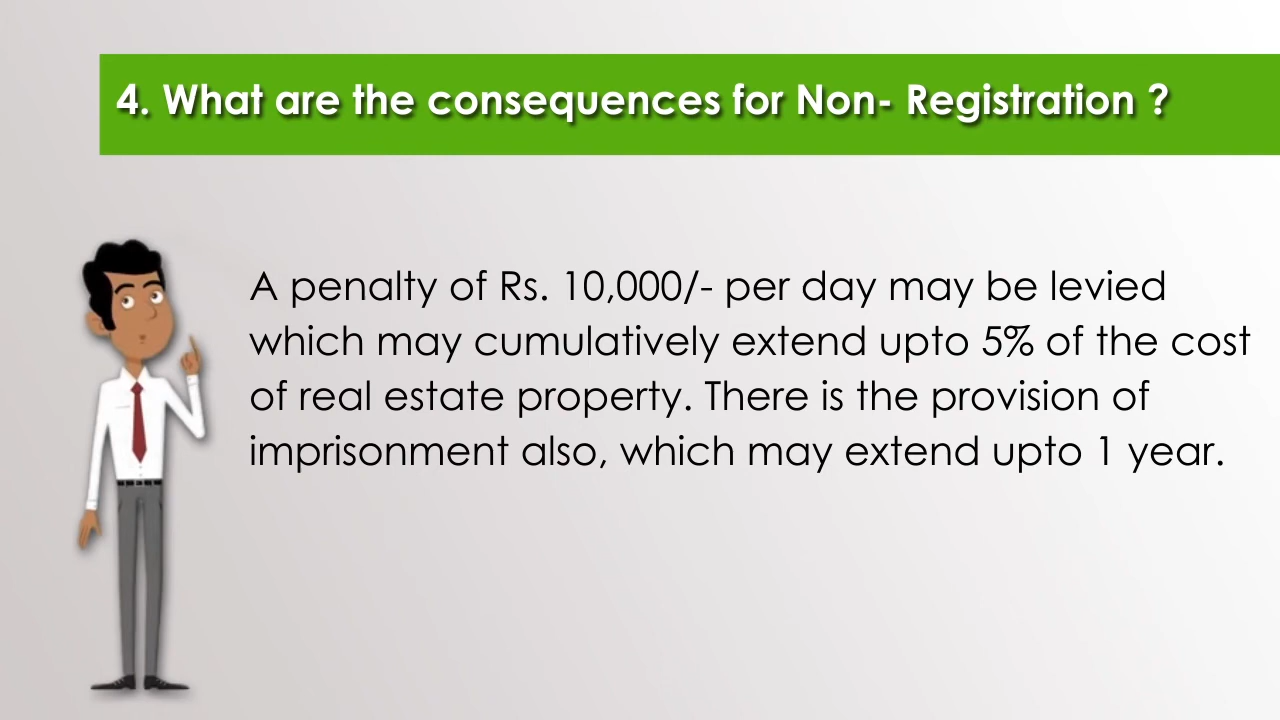 4. What are the consequences for Non- Registration ?
A penalty of Rs. 10,000/- per day may be levied
which may cumulatively extend upto 5% of the cost
of real estate property. There is the provision of
imprisonment also, which may extend upto 1 year.